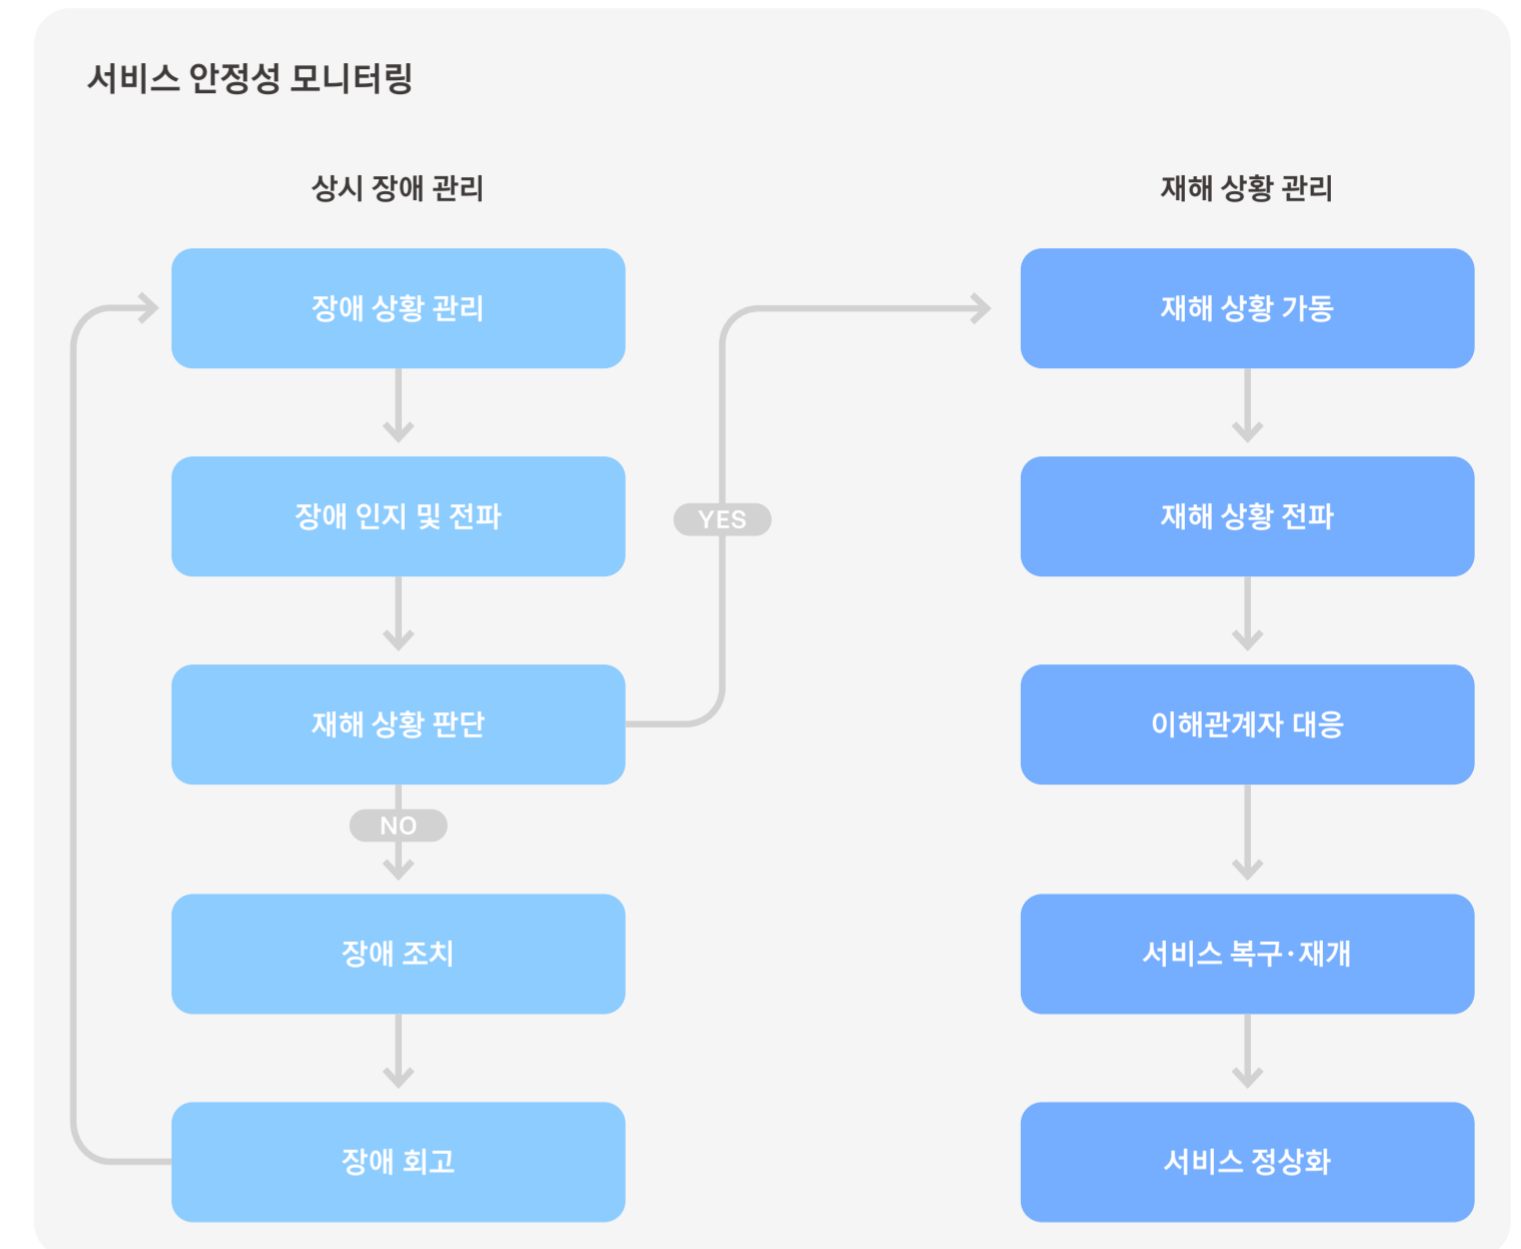 서비스 안정성 모니터링
상시 장애 관리
장애 상황 관리
장애 인지 및 전파
재해 상황 판단
NO
장애 조치
장애 회고
YES
재해 상황 관리
재해 상황 가동
재해 상황 전파
이해관계자 대응
서비스 복구·재개
서비스 정상화